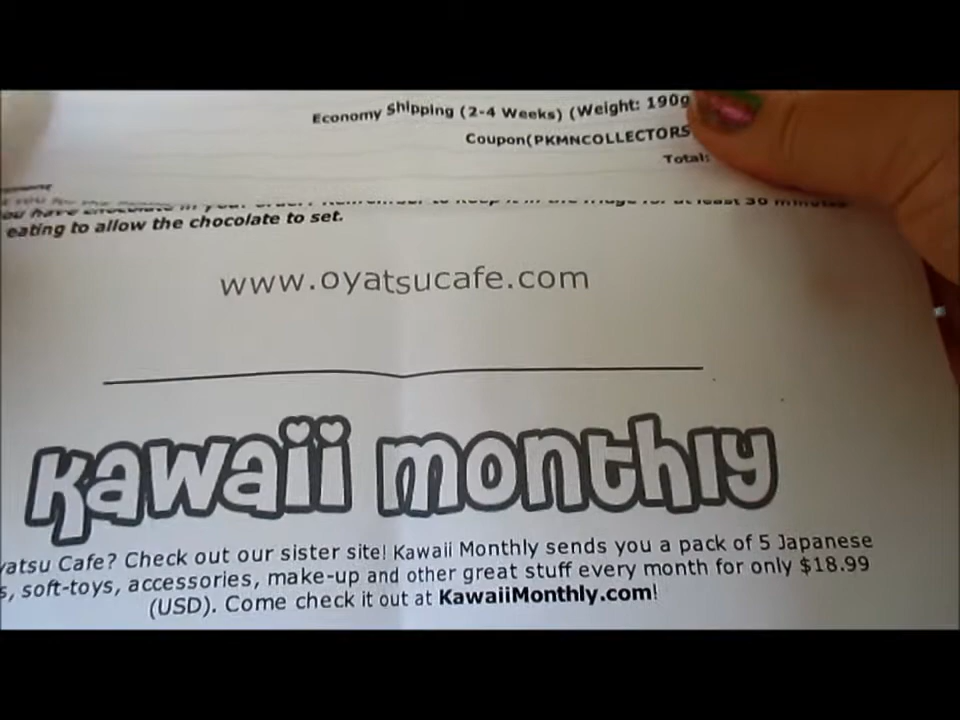 Economy Shipping (2-4 Weeks) (Weight: 190g
Coupon(PKMNCOLLECTORS
Total:
eating to allow the chocolate to set.
www.oyatsucafe.com
kawaii monthly
yatsu Cafe? Check out our sister site! Kawaii Monthly sends you a pack of 5 Japanese
s, soft-toys, accessories, make-up and other great stuff every month for only $18.99
(USD). Come check it out at KawaiiMonthly.com!